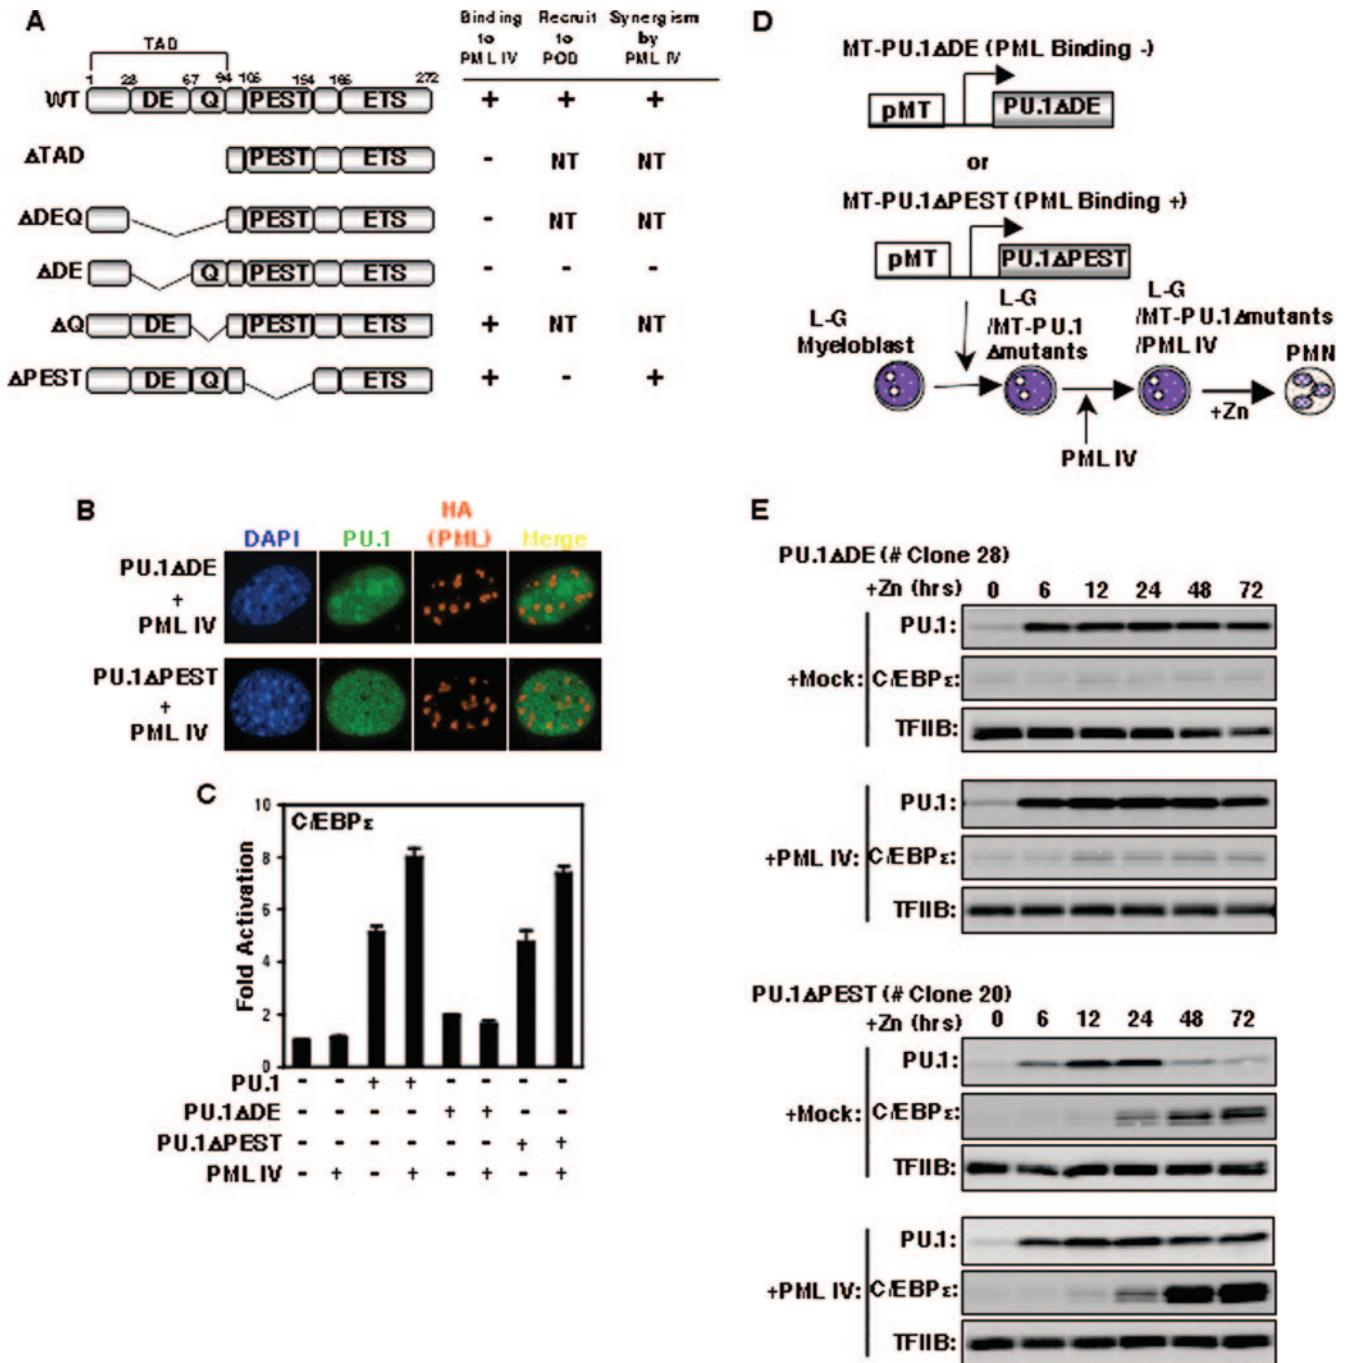 A
Binding to PML IV
Recruit to POD
Synergism by PML IV
TAD
1 28 67 94 106 154 166 272
WT DE Q PEST ETS + + +
ΔTAD PEST ETS - NT NT
ΔDEQ PEST ETS - NT NT
ΔDE Q PEST ETS - - -
ΔQ DE PEST ETS + NT NT
ΔPEST DE Q ETS + - +
B
DAPI PU.1 HA (PML) Merge
PU.1ΔDE + PML IV
PU.1ΔPEST + PML IV
C
C/EBPε
Fold Activation
10
8
6
4
2
0
PU.1 - - + + - - - -
PU.1ΔDE - - - - + + - -
PU.1ΔPEST - - - - - - + +
PML IV - + - + - + - +
D
MT-PU.1ΔDE (PML Binding -)
pMT PU.1ΔDE
or
MT-PU.1ΔPEST (PML Binding +)
pMT PU.1ΔPEST
L-G Myeloblast
L-G /MT-PU.1 Δmutants
L-G /MT-PU.1Δmutants /PML IV
PMN
+Zn
PML IV
E
PU.1ΔDE (# Clone 28)
+Zn (hrs) 0 6 12 24 48 72
+Mock:
PU.1:
C/EBPε:
TFIIB:
+PML IV:
PU.1:
C/EBPε:
TFIIB:
PU.1ΔPEST (# Clone 20)
+Zn (hrs) 0 6 12 24 48 72
+Mock:
PU.1:
C/EBPε:
TFIIB:
+PML IV:
PU.1:
C/EBPε:
TFIIB: